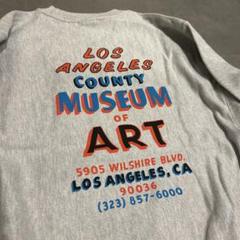 LOS
ANGELES
COUNTY
MUSEUM
OF
ART
5905 WILSHIRE BLVD.
LOS ANGELES, CA
90036
(323) 857-6000